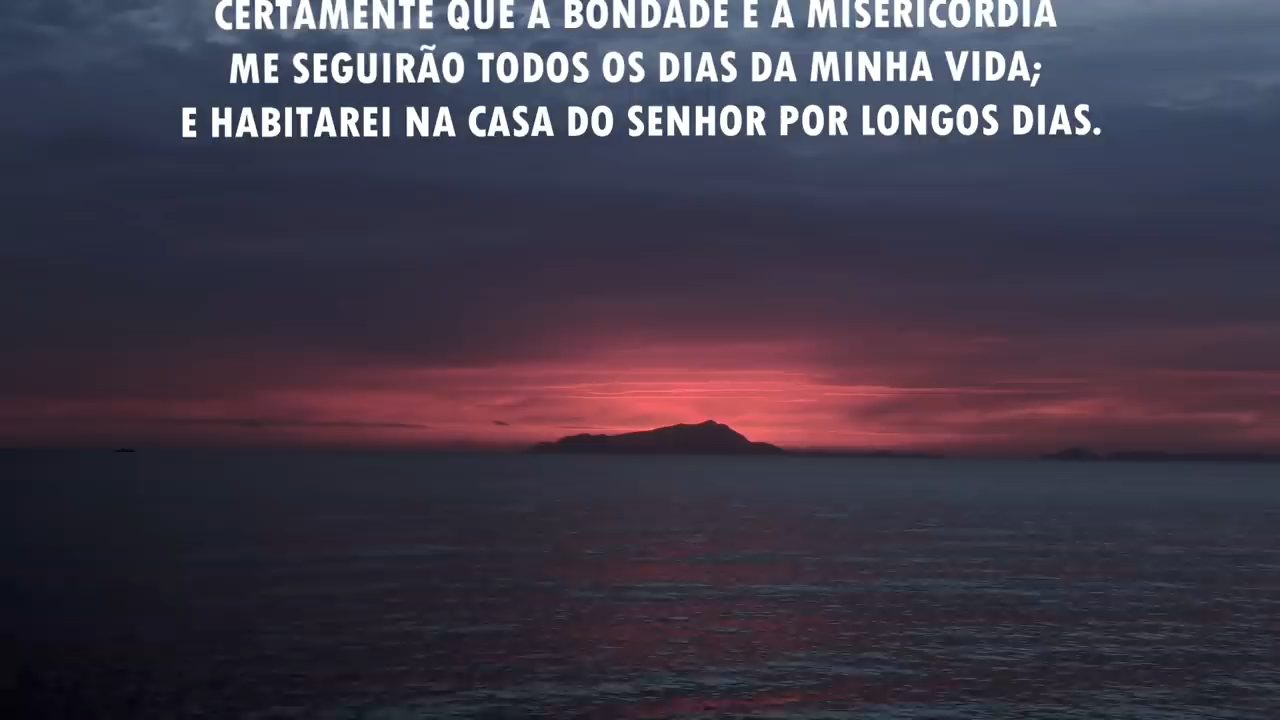 CERTAMENTE QUE A BONDADE E A MISERICÓRDIA
ME SEGUIRÃO TODOS OS DIAS DA MINHA VIDA;
E HABITAREI NA CASA DO SENHOR POR LONGOS DIAS.